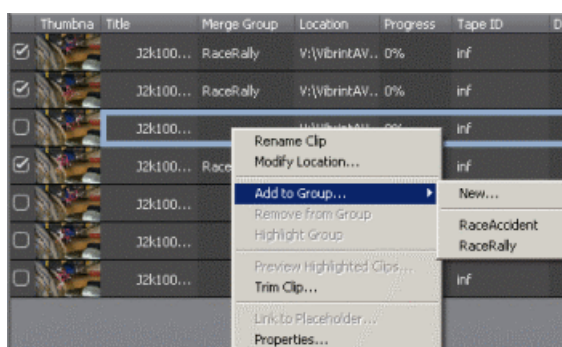 Thumbna Title Merge Group Location Progress Tape ID D
J2k100... RaceRally V:\VibrintAV.. 0% inf
J2k100... RaceRally V:\VibrintAV.. 0% inf
J2k100... inf
J2k100... Race inf
J2k100...
J2k100...
J2k100... inf
Rename Clip
Modify Location...
Add to Group...
Remove from Group
Highlight Group
Preview Highlighted Clips...
Trim Clip...
Link to Placeholder...
Properties...
New...
RaceAccident
RaceRally